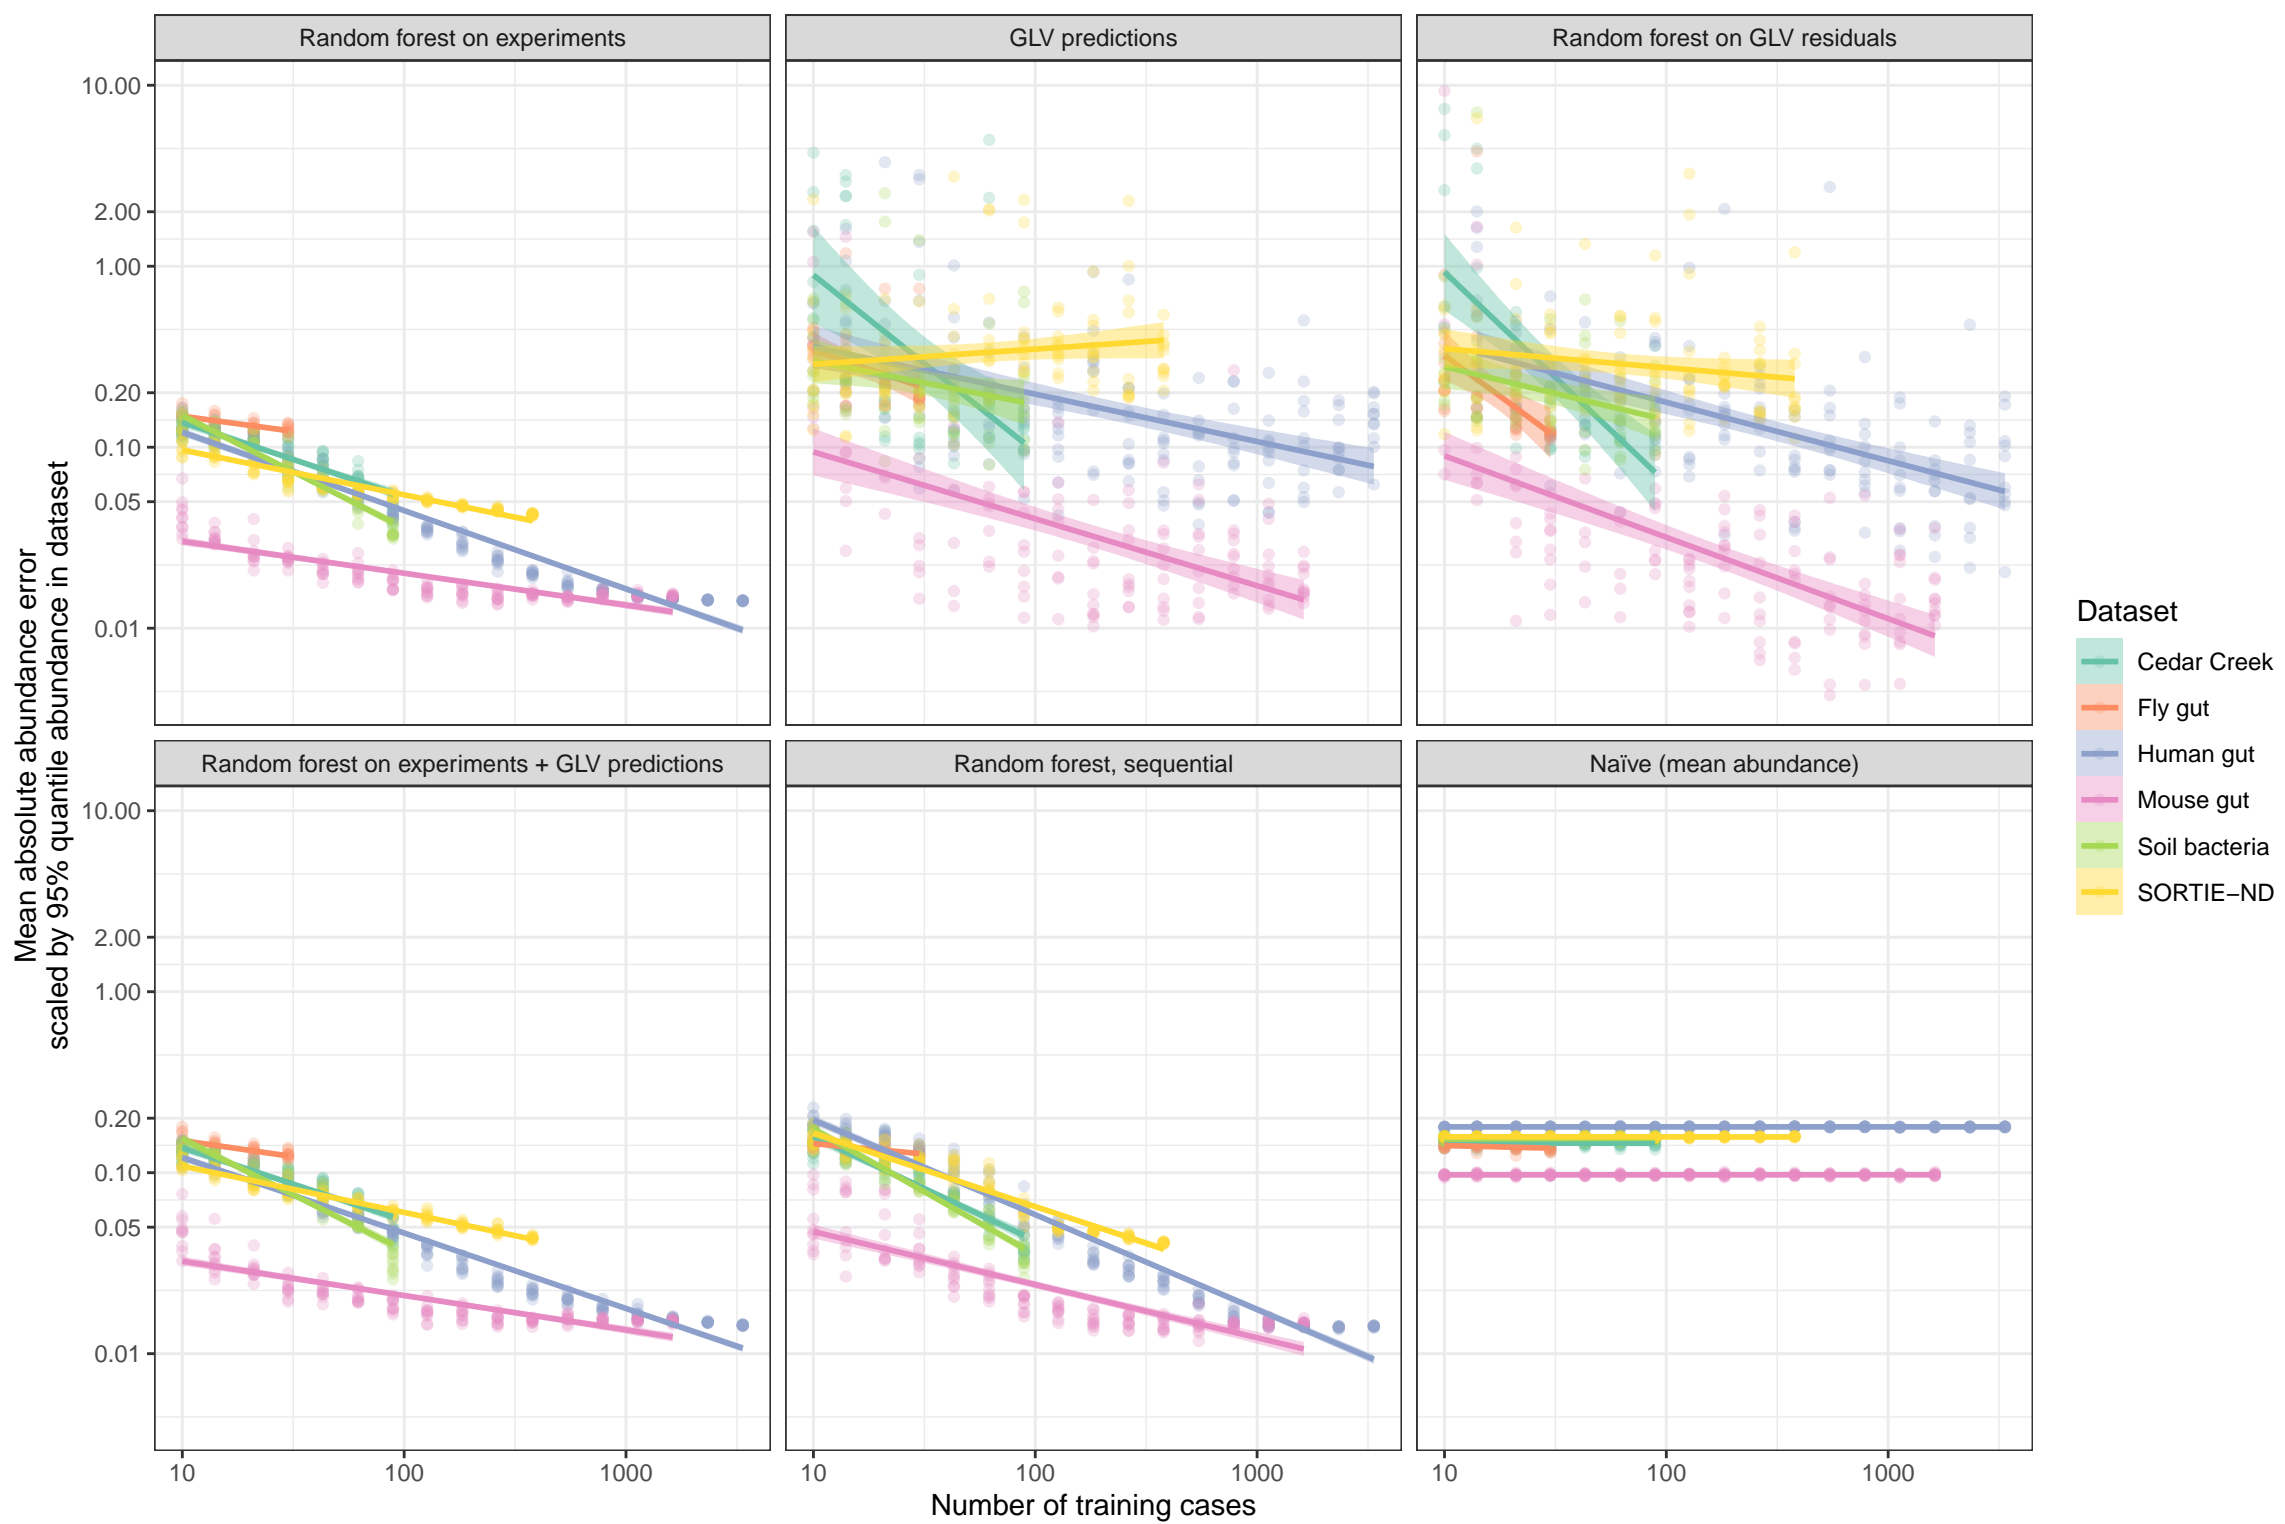 Random forest on experiments
GLV predictions
Random forest on GLV residuals
10.00
2.00
1.00
0.20
0.10
0.05
0.01
Random forest on experiments + GLV predictions
Random forest, sequential
Naïve (mean abundance)
10.00
2.00
1.00
0.20
0.10
0.05
0.01
10
100
1000
10
100
1000
10
100
1000
Number of training cases
Mean absolute abundance error
scaled by 95% quantile abundance in dataset
Dataset
Cedar Creek
Fly gut
Human gut
Mouse gut
Soil bacteria
SORTIE−ND